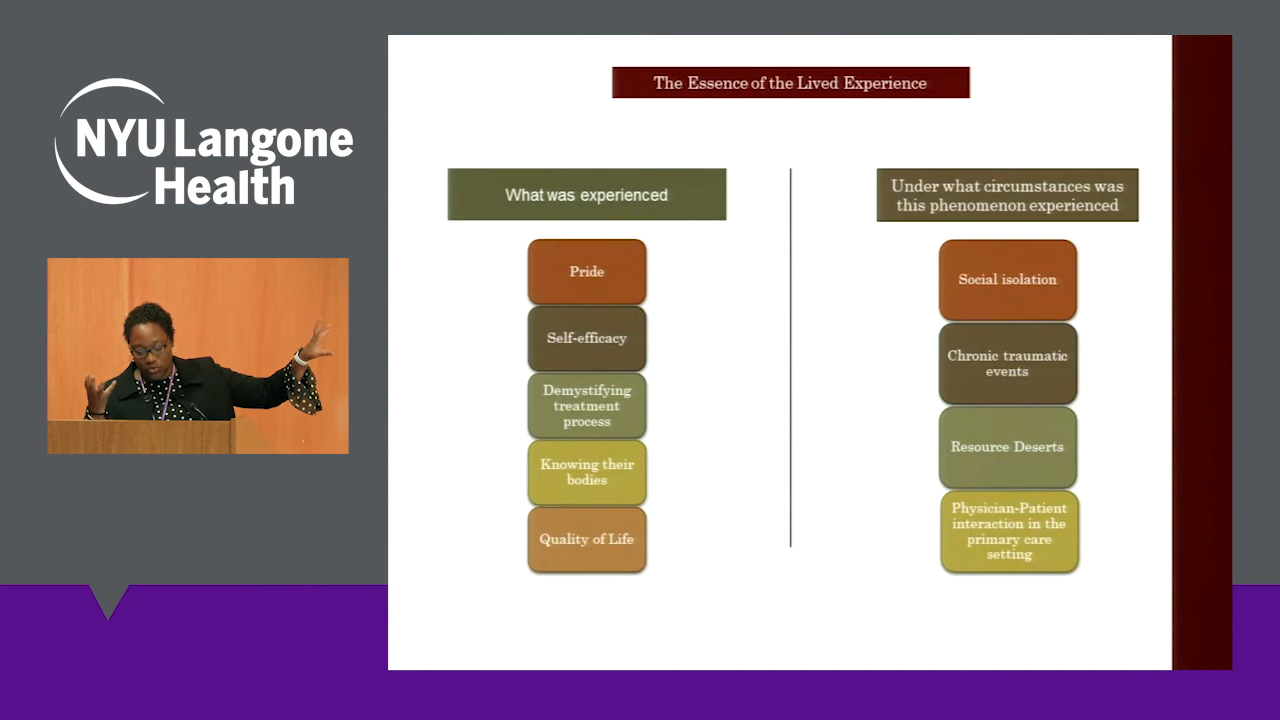 NYU Langone
Health
The Essence of the Lived Experience
What was experienced
Pride
Self-efficacy
Demystifying
treatment
process
Knowing their
bodies
Quality of Life
Under what circumstances was
this phenomenon experienced
Social isolation
Chronic traumatic
events
Resource Deserts
Physician-Patient
interaction in the
primary care
setting